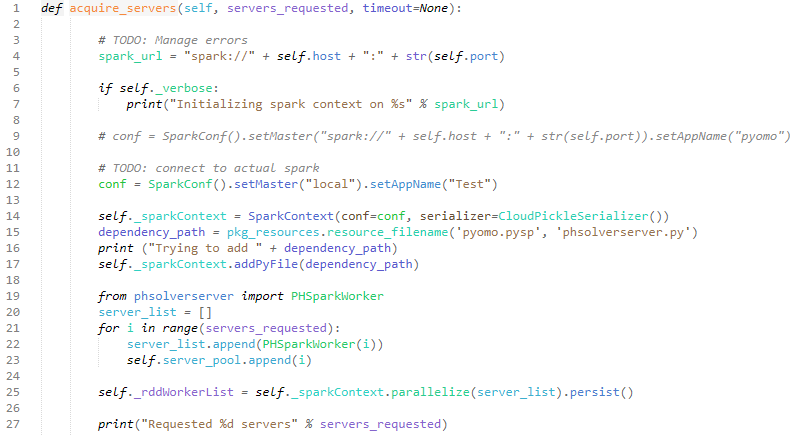 1 def acquire_servers(self, servers_requested, timeout=None):
2
3 # TODO: Manage errors
4 spark_url = "spark://" + self.host + ":" + str(self.port)
5
6 if self._verbose:
7 print("Initializing spark context on %s" % spark_url)
8
9 # conf = SparkConf().setMaster("spark://" + self.host + ":" + str(self.port)).setAppName("pyomo")
10
11 # TODO: connect to actual spark
12 conf = SparkConf().setMaster("local").setAppName("Test")
13
14 self._sparkContext = SparkContext(conf=conf, serializer=CloudPickleSerializer())
15 dependency_path = pkg_resources.resource_filename('pyomo.pysp', 'phsolverserver.py')
16 print ("Trying to add " + dependency_path)
17 self._sparkContext.addPyFile(dependency_path)
18
19 from phsolverserver import PHSparkWorker
20 server_list = []
21 for i in range(servers_requested):
22 server_list.append(PHSparkWorker(i))
23 self.server_pool.append(i)
24
25 self._rddWorkerList = self._sparkContext.parallelize(server_list).persist()
26
27 print("Requested %d servers" % servers_requested)